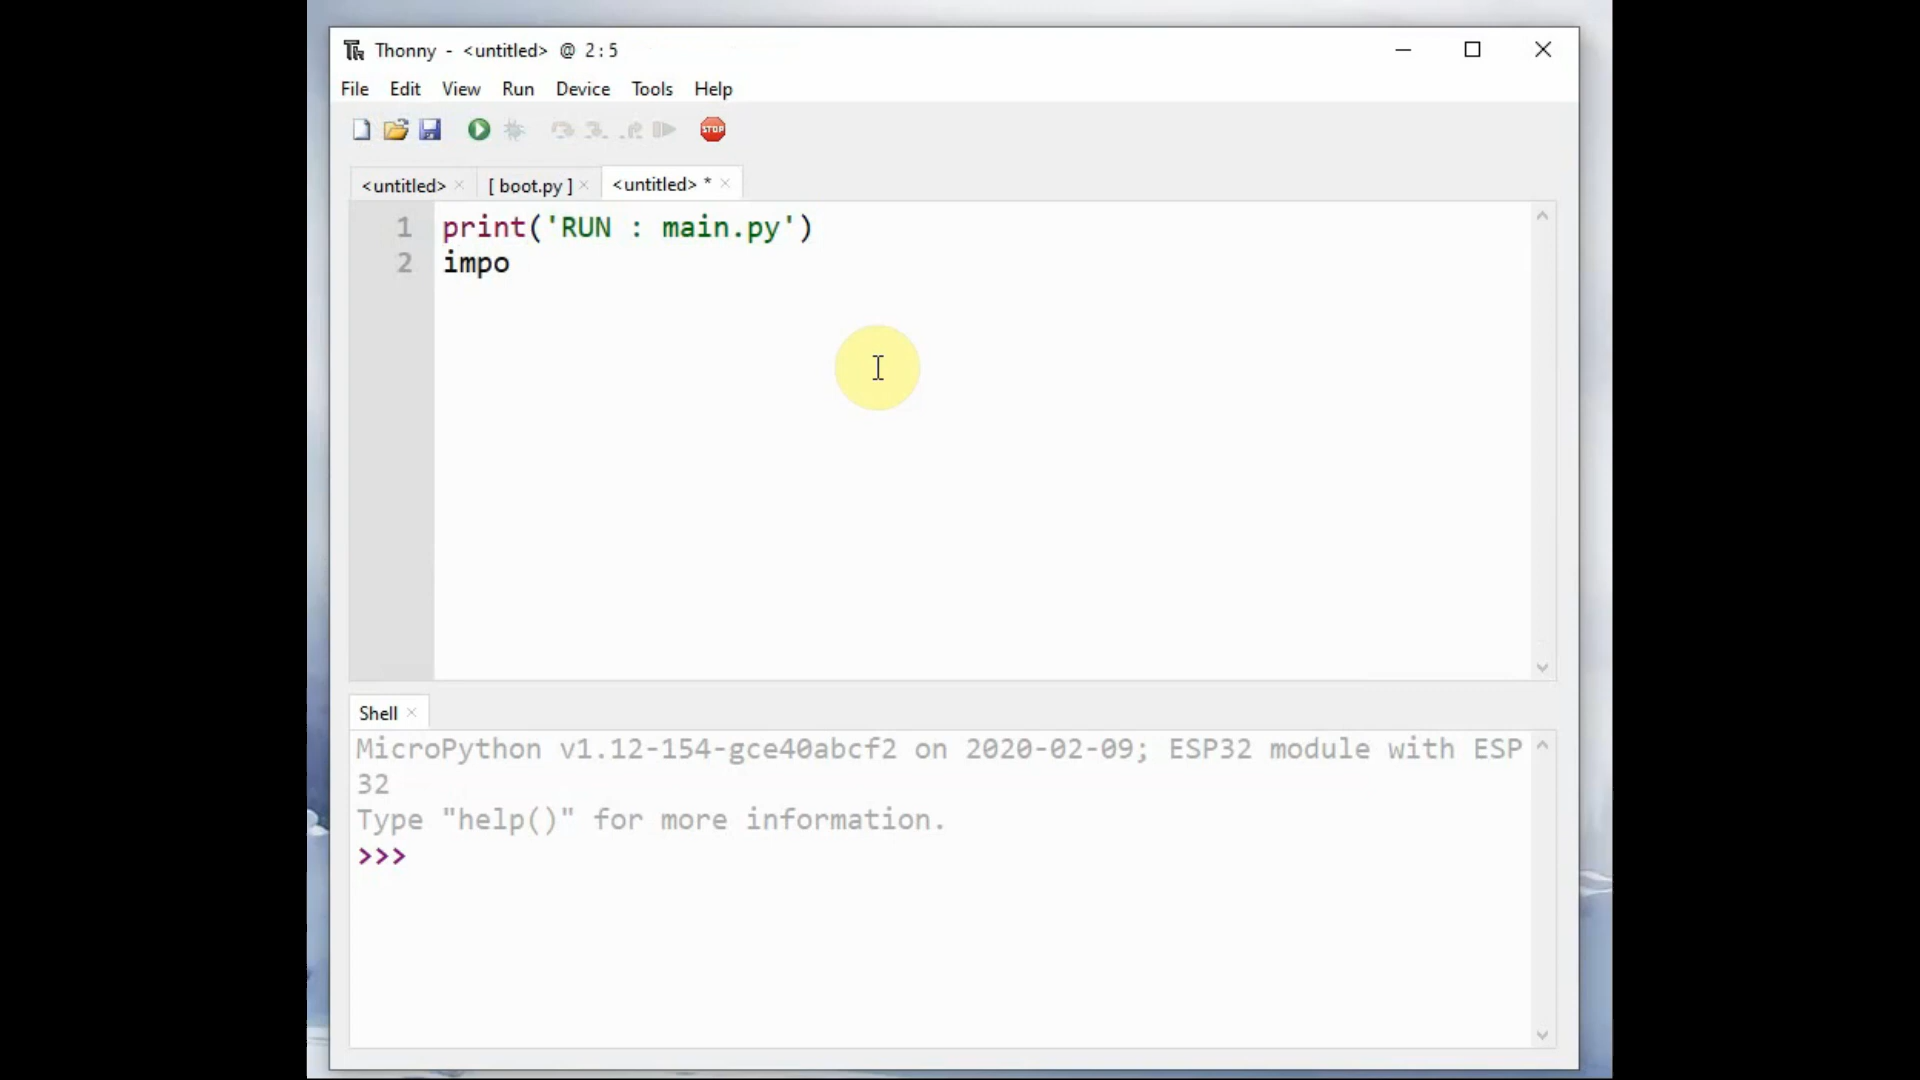 Thonny - <untitled> @ 2:5
File Edit View Run Device Tools Help
STOP
<untitled> [ boot.py ] <untitled> *
1 print('RUN : main.py')
2 impo
Shell
MicroPython v1.12-154-gce40abcf2 on 2020-02-09; ESP32 module with ESP
32
Type "help()" for more information.
>>>